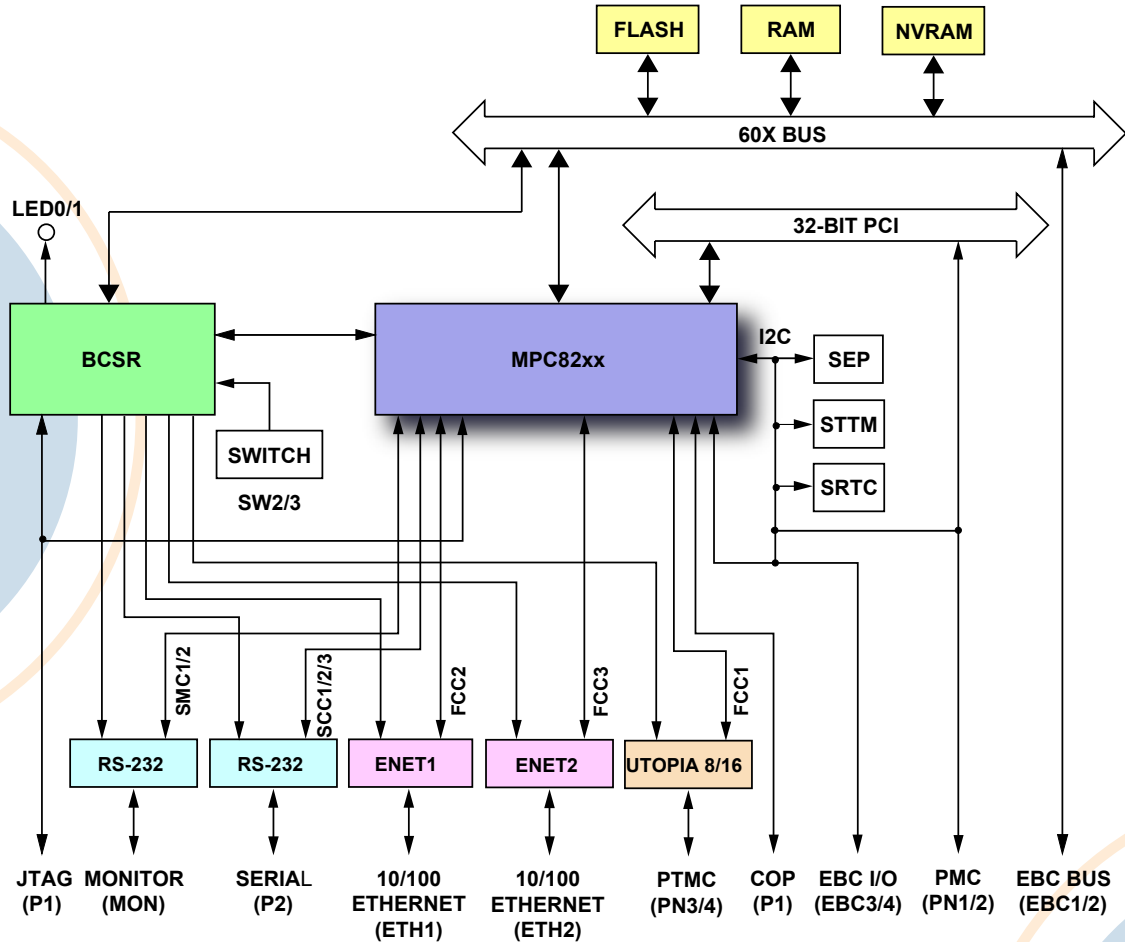 FLASH
RAM
NVRAM
60X BUS
LED0/1
32-BIT PCI
BCSR
MPC82xx
I2C
SEP
STTM
SRTC
SWITCH
SW2/3
SMC1/2
SCC1/2/3
FCC2
FCC3
FCC1
RS-232
RS-232
ENET1
ENET2
UTOPIA 8/16
JTAG
(P1)
MONITOR
(MON)
SERIAL
(P2)
10/100
ETHERNET
(ETH1)
10/100
ETHERNET
(ETH2)
PTMC
(PN3/4)
COP
(P1)
EBC I/O
(EBC3/4)
PMC
(PN1/2)
EBC BUS
(EBC1/2)